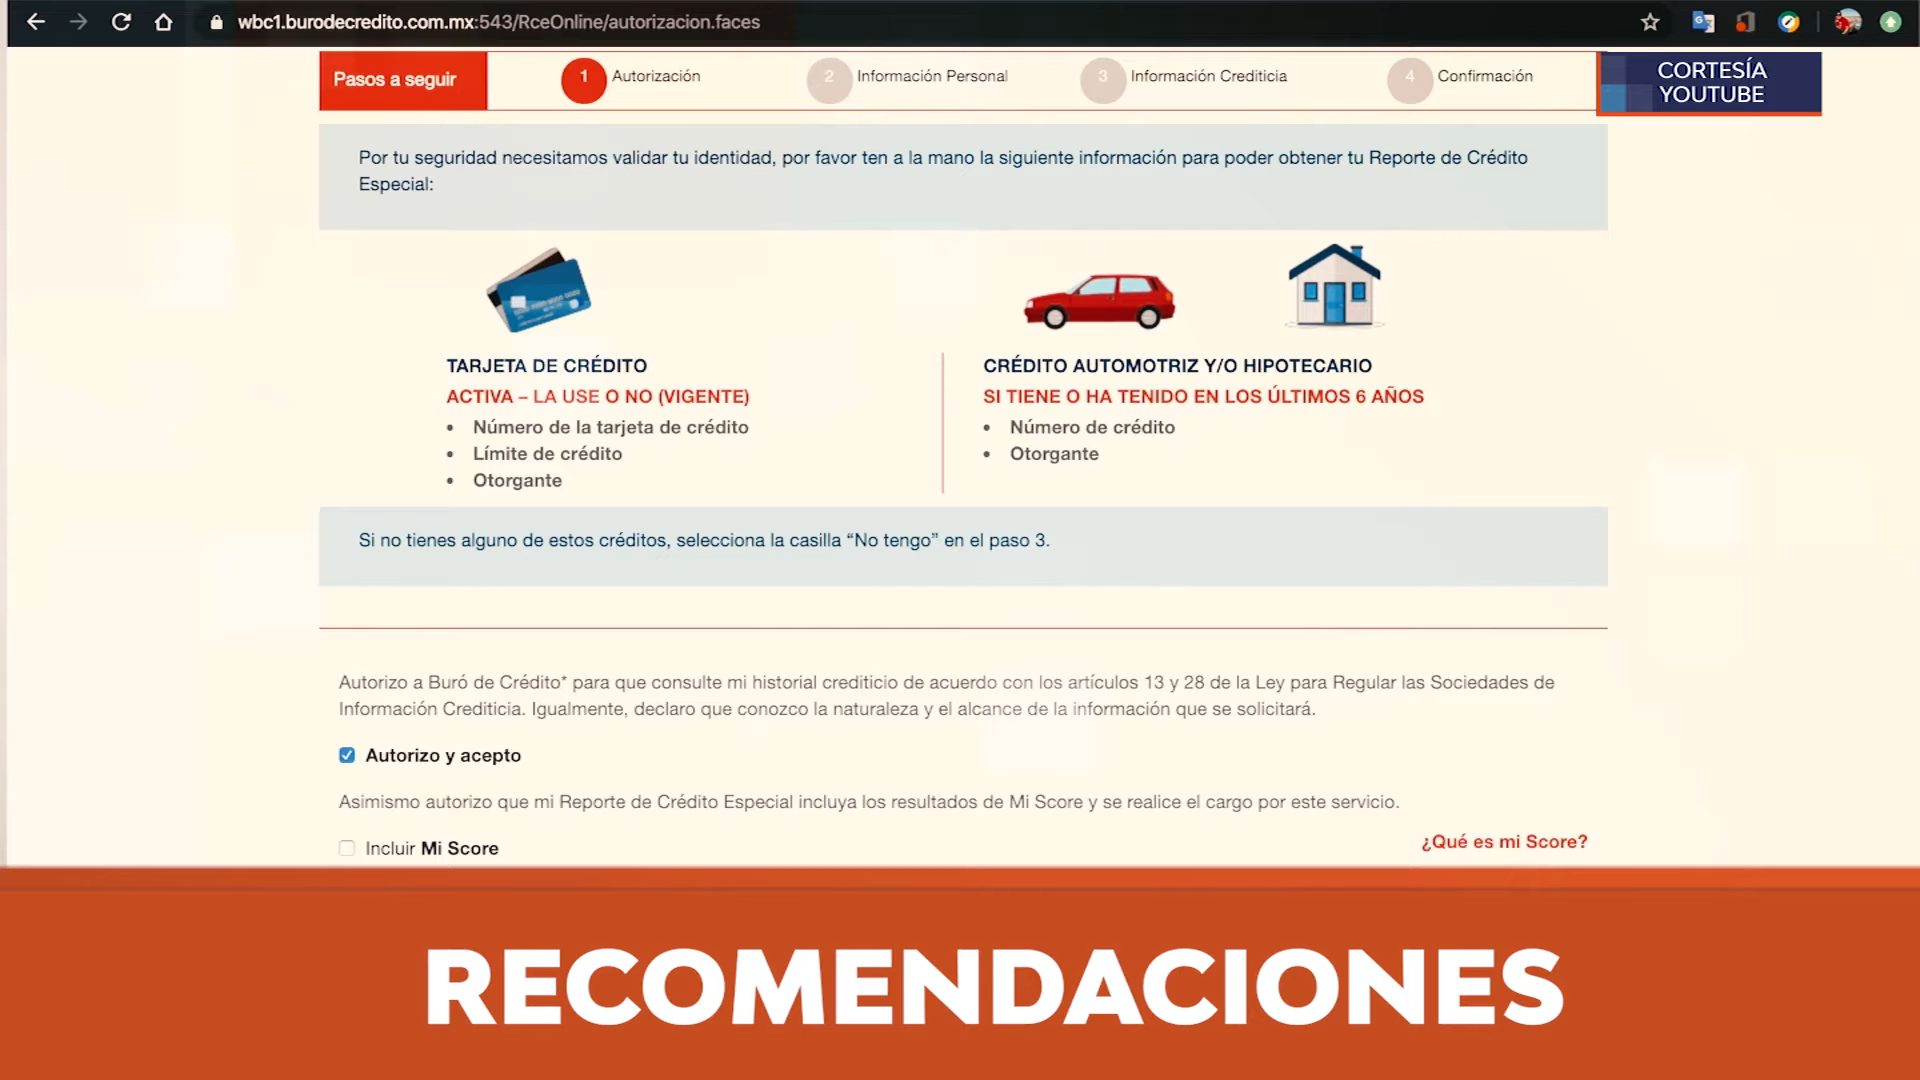 wbc1.burodecredito.com.mx:543/RceOnline/autorizacion.faces
Pasos a seguir
1 Autorización
2 Información Personal
3 Información Crediticia
4 Confirmación
CORTESÍA
YOUTUBE
Por tu seguridad necesitamos validar tu identidad, por favor ten a la mano la siguiente información para poder obtener tu Reporte de Crédito
Especial:
TARJETA DE CRÉDITO
ACTIVA – LA USE O NO (VIGENTE)
• Número de la tarjeta de crédito
• Límite de crédito
• Otorgante
CRÉDITO AUTOMOTRIZ Y/O HIPOTECARIO
SI TIENE O HA TENIDO EN LOS ÚLTIMOS 6 AÑOS
• Número de crédito
• Otorgante
Si no tienes alguno de estos créditos, selecciona la casilla “No tengo” en el paso 3.
Autorizo a Buró de Crédito* para que consulte mi historial crediticio de acuerdo con los artículos 13 y 28 de la Ley para Regular las Sociedades de
Información Crediticia. Igualmente, declaro que conozco la naturaleza y el alcance de la información que se solicitará.
Autorizo y acepto
Asimismo autorizo que mi Reporte de Crédito Especial incluya los resultados de Mi Score y se realice el cargo por este servicio.
Incluir Mi Score
¿Qué es mi Score?
RECOMENDACIONES